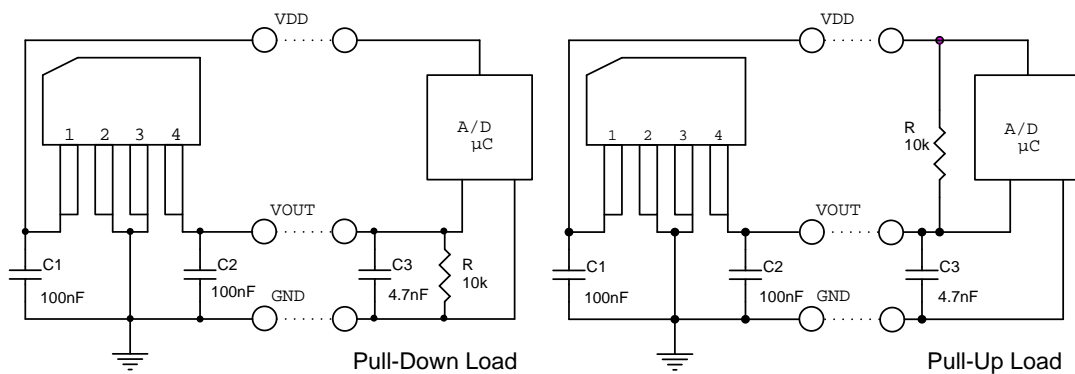 VDD
1 2 3 4
A/D
µC
VOUT
C1
100nF
C2
100nF
C3
4.7nF
R
10k
GND
Pull-Down Load
VDD
1 2 3 4
R
10k
A/D
µC
VOUT
C1
100nF
C2
100nF
C3
4.7nF
GND
Pull-Up Load